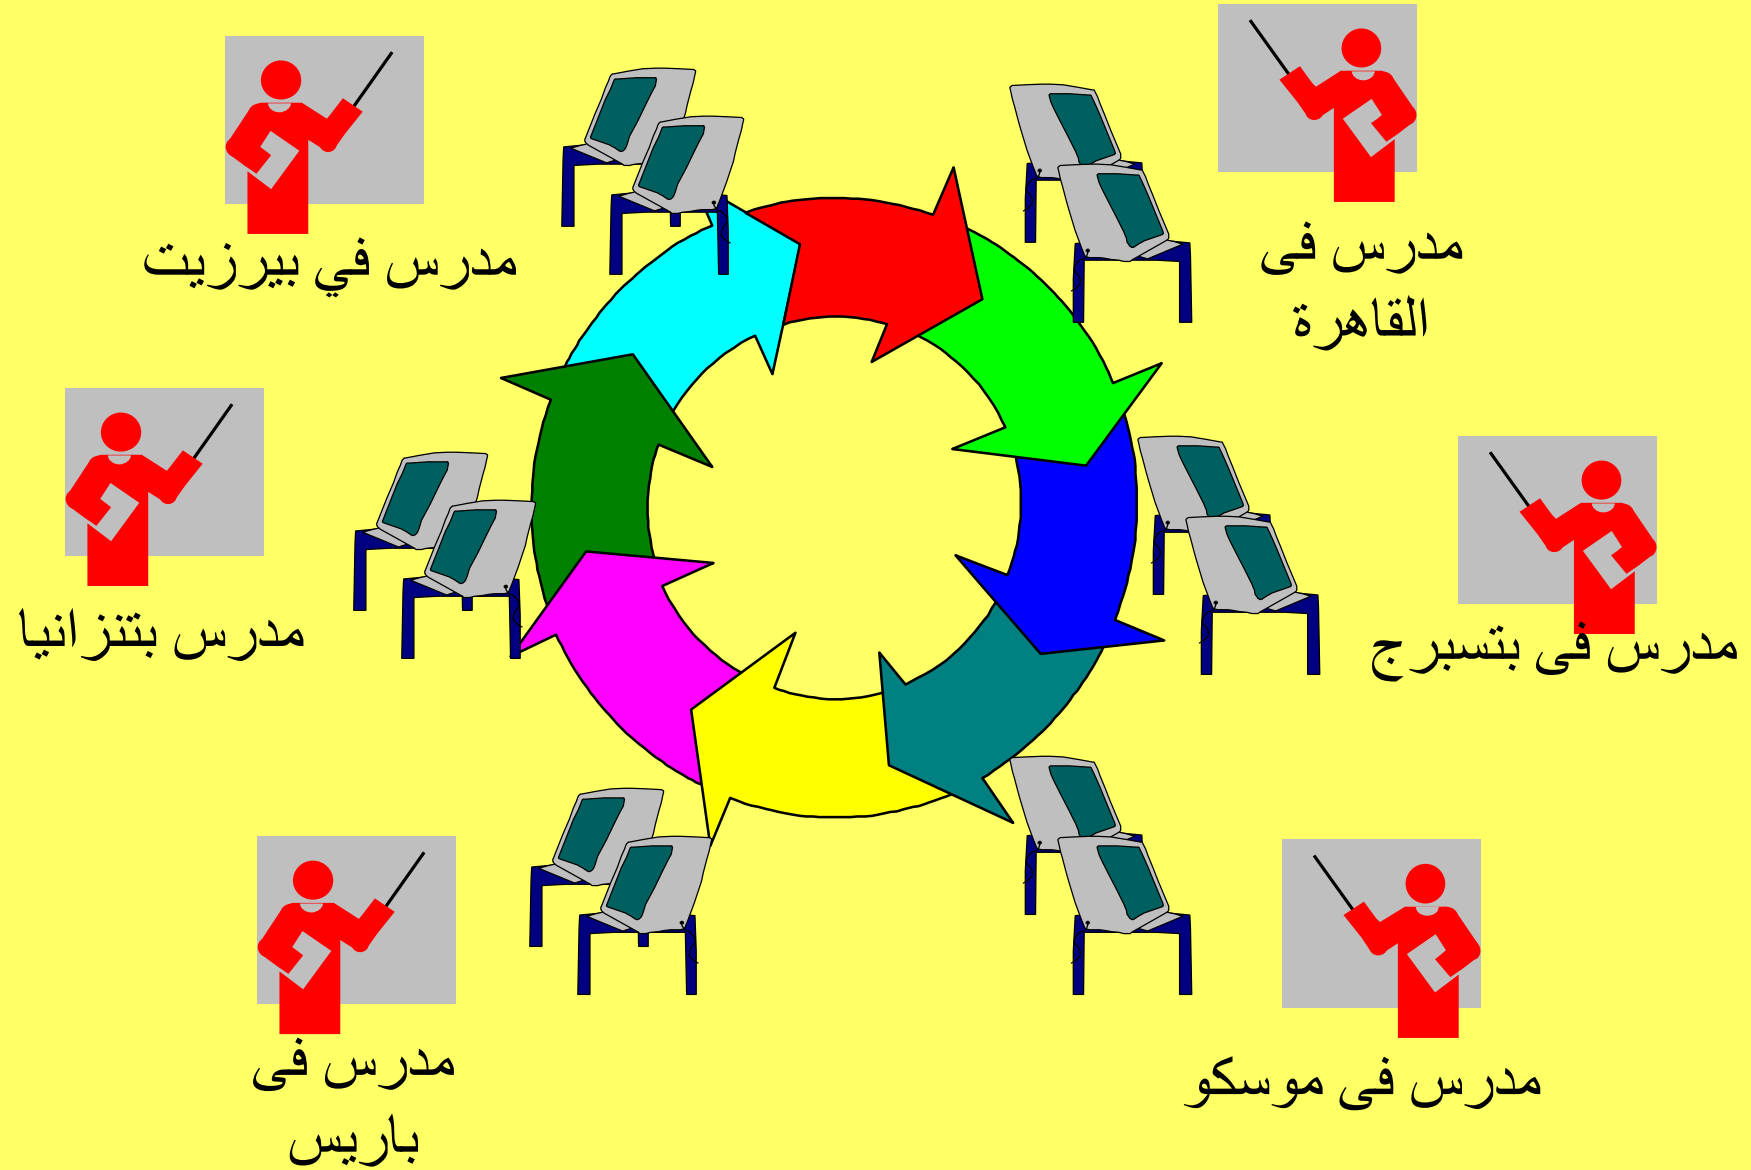 مدرس في بيرزيت
مدرس فى
القاهرة
مدرس بتنزانيا
مدرس فى بتسبرج
مدرس فى
باريس
مدرس فى موسكو